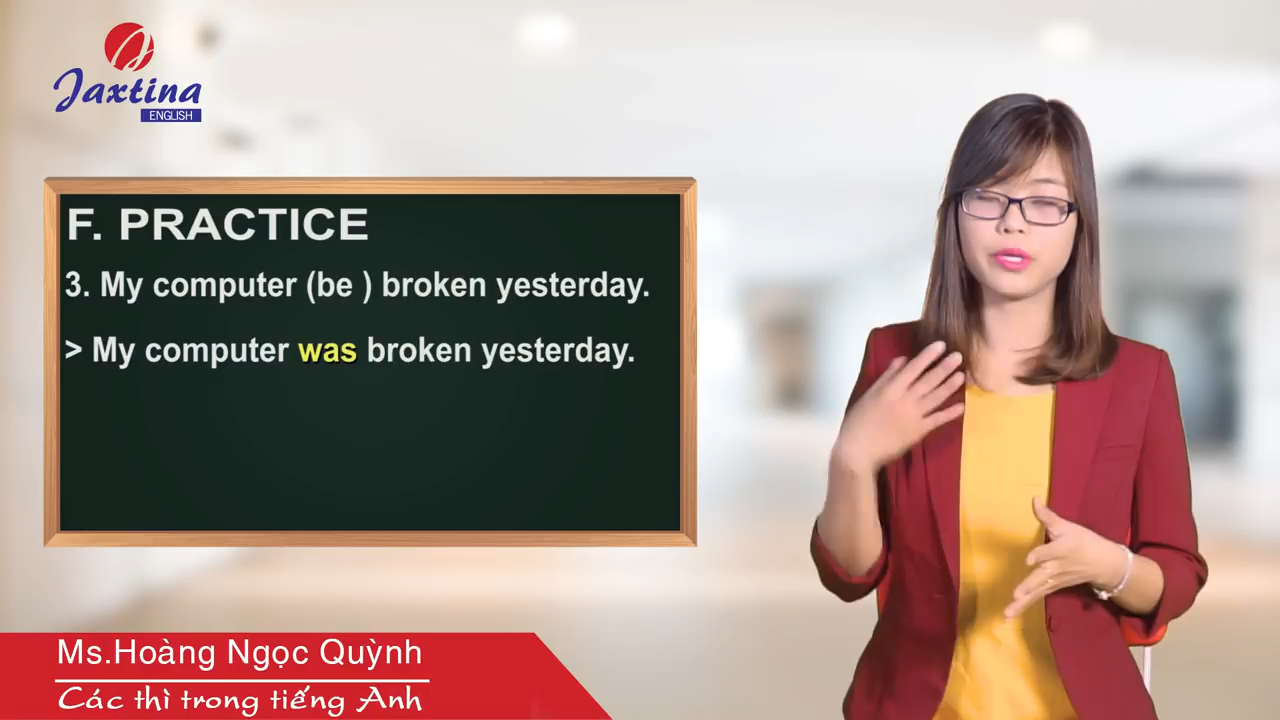 Jaxtina
ENGLISH
F. PRACTICE
3. My computer (be ) broken yesterday.
> My computer was broken yesterday.
Ms.Hoàng Ngọc Quỳnh
Các thì trong tiếng Anh